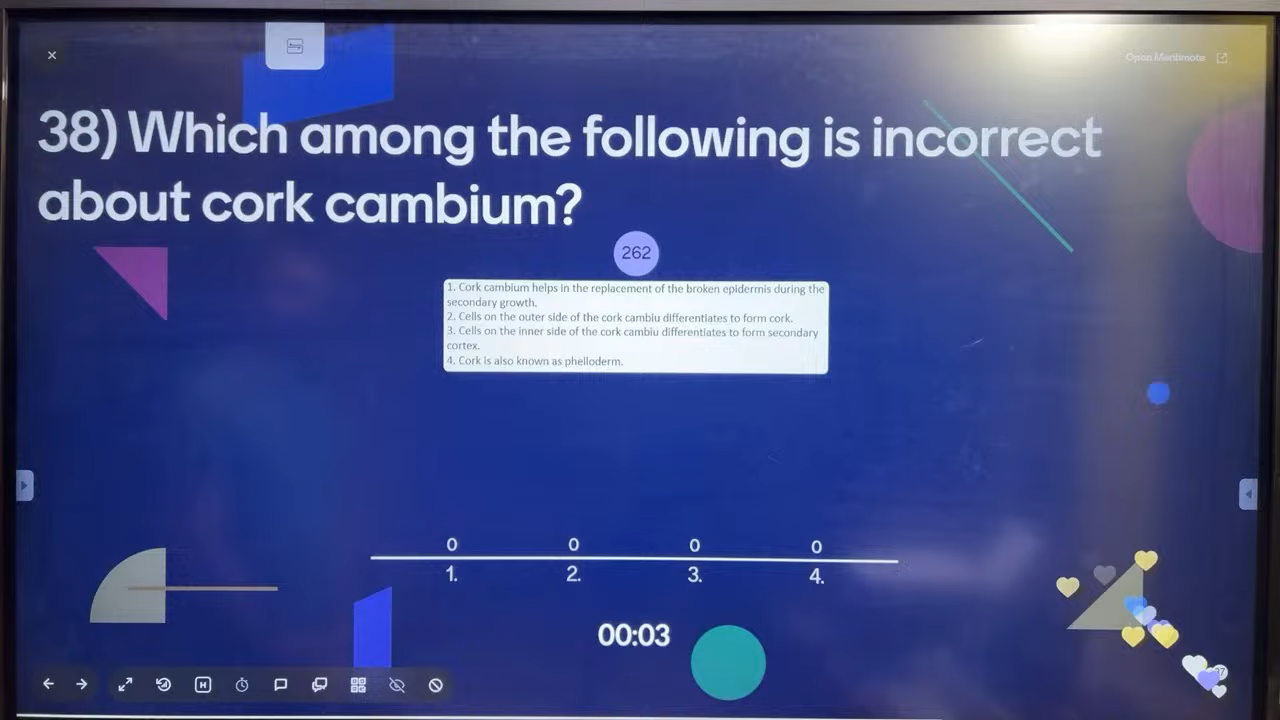 Open Mentimote
38) Which among the following is incorrect
about cork cambium?
262
1. Cork cambium helps in the replacement of the broken epidermis during the
secondary growth.
2. Cells on the outer side of the cork cambiu differentiates to form cork.
3. Cells on the inner side of the cork cambiu differentiates to form secondary
cortex.
4. Cork is also known as phelloderm.
0 0 0 0
1. 2. 3. 4.
00:03
H